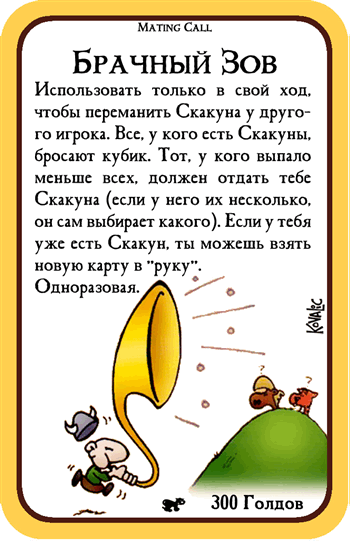 Mating Call
Брачный Зов
Использовать только в свой ход,
чтобы переманить Скакуна у друго-
го игрока. Все, у кого есть Скакуны,
бросают кубик. Тот, у кого выпало
меньше всех, должен отдать тебе
Скакуна (если у него их несколько,
он сам выбирает какого). Если у тебя
уже есть Скакун, ты можешь взять
новую карту в "руку".
Одноразовая.
Kovalic
300 Голдов